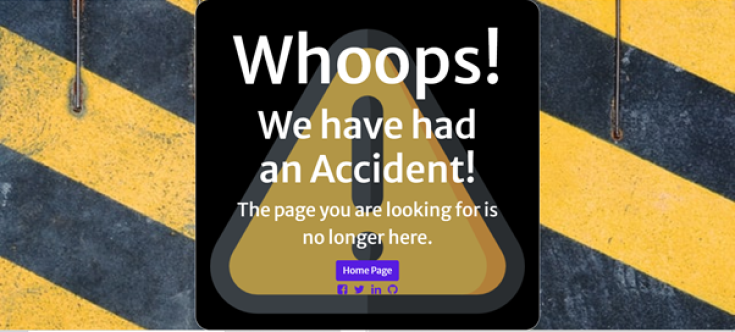 Whoops!
We have had
an Accident!
The page you are looking for is
no longer here.
Home Page